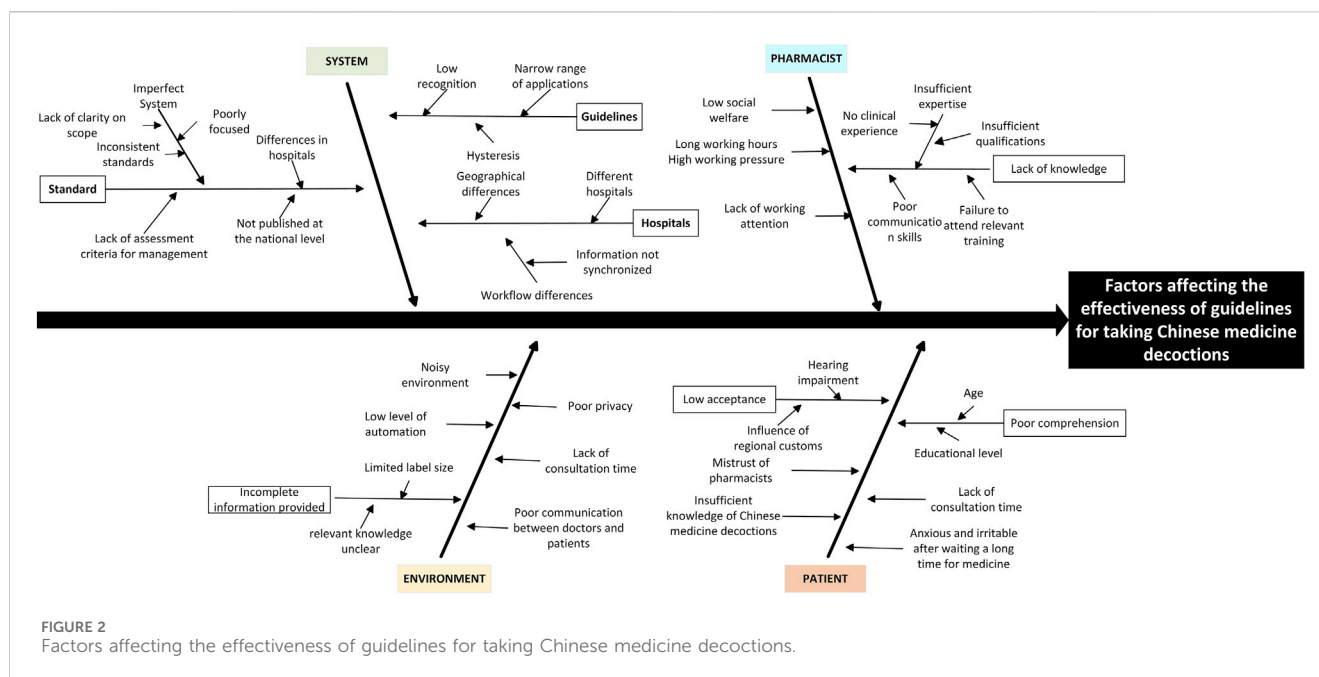 SYSTEM
Low
recognition
Narrow range
of applications
Guidelines
Hysteresis
Imperfect
System
Lack of clarity on
scope
Poorly
focused
Inconsistent
standards
Differences in
hospitals
Standard
Lack of assessment
criteria for management
Not published at
the national level
Geographical
differences
Different
hospitals
Hospitals
Information not
synchronized
Workflow differences
PHARMACIST
Low social
welfare
Long working hours
High working pressure
Lack of working
attention
Insufficient
expertise
No clinical
experience
Insufficient
qualifications
Lack of knowledge
Poor
communicatio
n skills
Failure to
attend relevant
training
Factors affecting the
effectiveness of guidelines
for taking Chinese medicine
decoctions
Noisy
environment
Poor privacy
Low level of
automation
Lack of
consultation time
Limited label size
Incomplete
information provided
relevant knowledge
unclear
Poor communication
between doctors and
patients
ENVIRONMENT
Hearing
impairment
Low acceptance
Influence of
regional customs
Age
Poor comprehension
Educational level
Mistrust of
pharmacists
Insufficient
knowledge of Chinese
medicine decoctions
Lack of
consultation time
Anxious and irritable
after waiting a long
time for medicine
PATIENT
FIGURE 2
Factors affecting the effectiveness of guidelines for taking Chinese medicine decoctions.